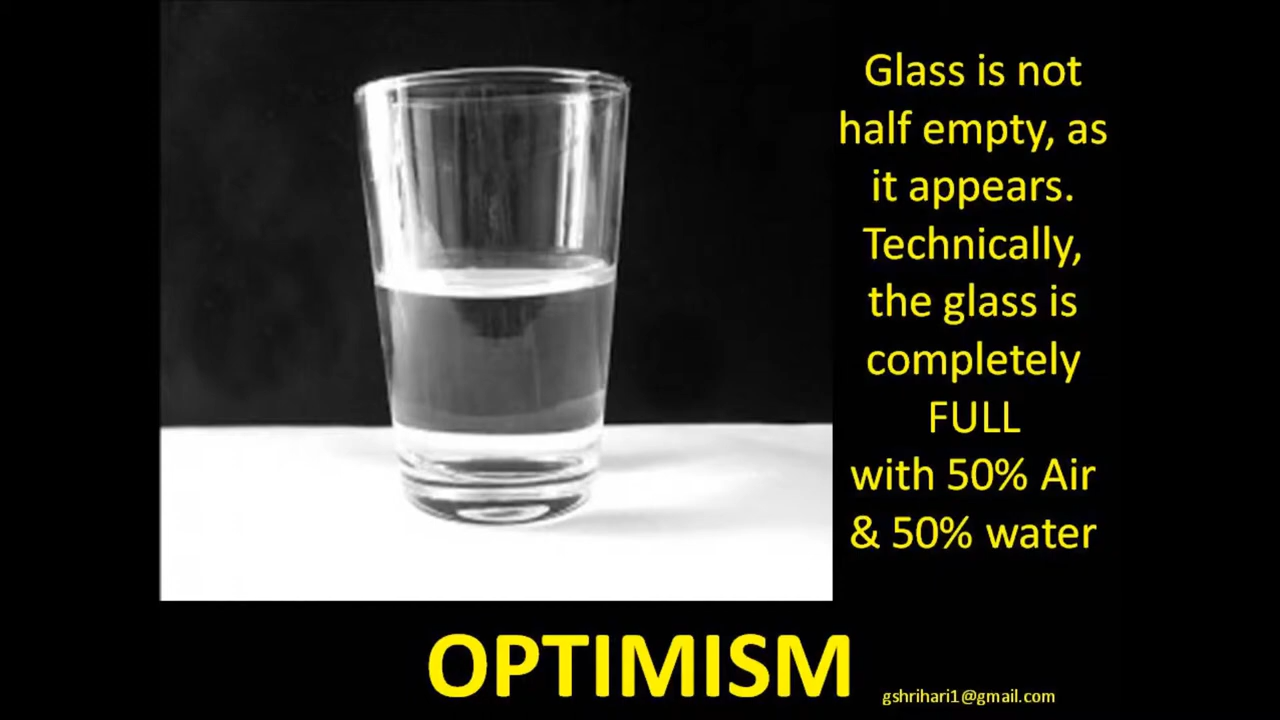 Glass is not
half empty, as
it appears.
Technically,
the glass is
completely
FULL
with 50% Air
& 50% water
OPTIMISM
gshrihari1@gmail.com